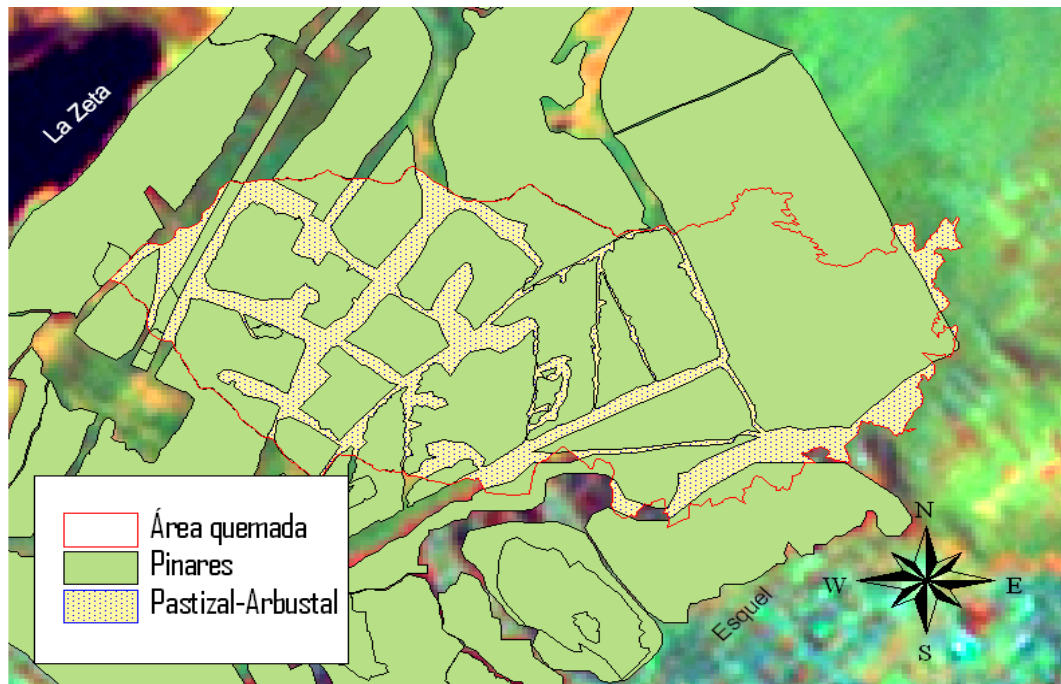 La Zeta
Área quemada
Pinares
Pastizal-Arbustal
Esquel
N
W
E
S